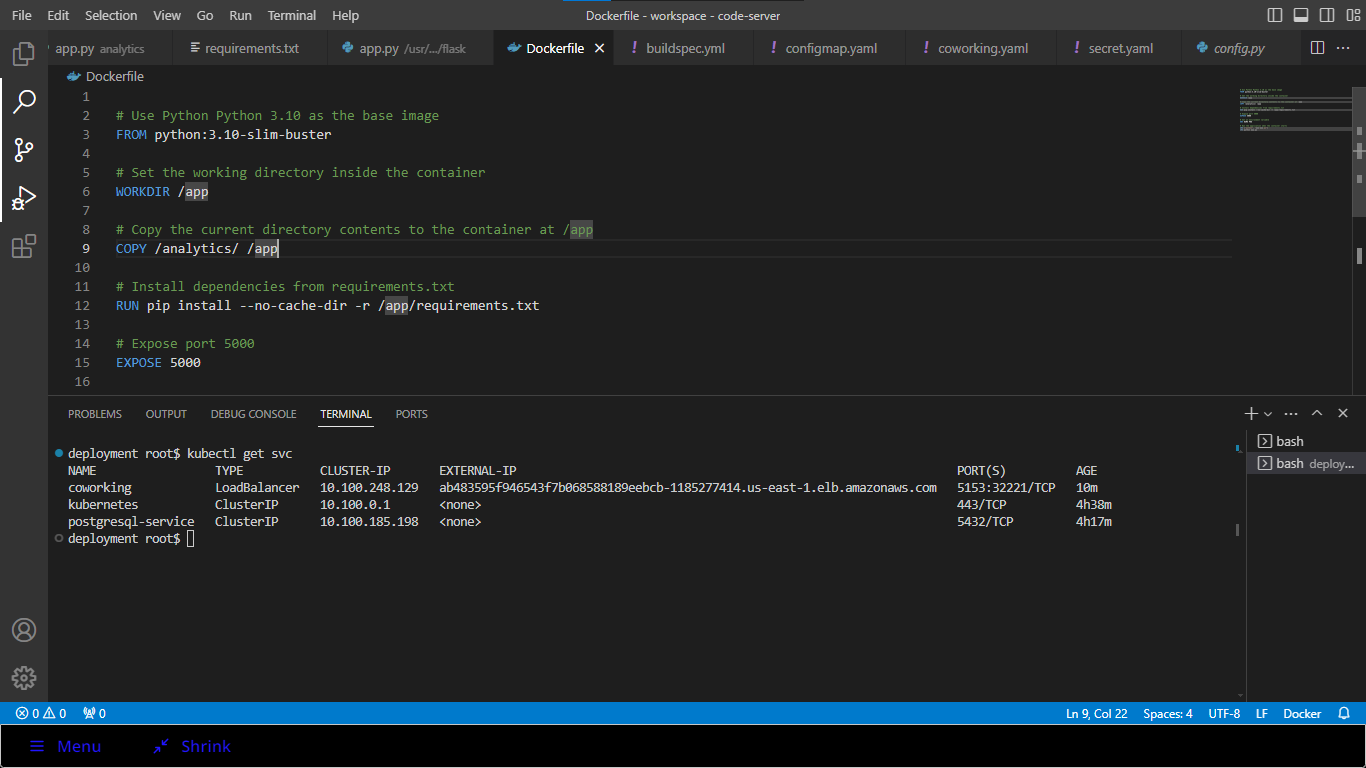 File Edit Selection View Go Run Terminal Help Dockerfile - workspace - code-server
app.py analytics requirements.txt app.py /usr/.../flask Dockerfile buildspec.yml configmap.yaml coworking.yaml secret.yaml config.py
Dockerfile
1
2 # Use Python Python 3.10 as the base image
3 FROM python:3.10-slim-buster
4
5 # Set the working directory inside the container
6 WORKDIR /app
7
8 # Copy the current directory contents to the container at /app
9 COPY /analytics/ /app
10
11 # Install dependencies from requirements.txt
12 RUN pip install --no-cache-dir -r /app/requirements.txt
13
14 # Expose port 5000
15 EXPOSE 5000
16
PROBLEMS OUTPUT DEBUG CONSOLE TERMINAL PORTS
bash
bash deploy...
deployment root$ kubectl get svc
NAME TYPE CLUSTER-IP EXTERNAL-IP PORT(S) AGE
coworking LoadBalancer 10.100.248.129 ab483595f946543f7b068588189eebcb-1185277414.us-east-1.elb.amazonaws.com 5153:32221/TCP 10m
kubernetes ClusterIP 10.100.0.1 <none> 443/TCP 4h38m
postgresql-service ClusterIP 10.100.185.198 <none> 5432/TCP 4h17m
deployment root$
0 0 0 Ln 9, Col 22 Spaces: 4 UTF-8 LF Docker
Menu Shrink